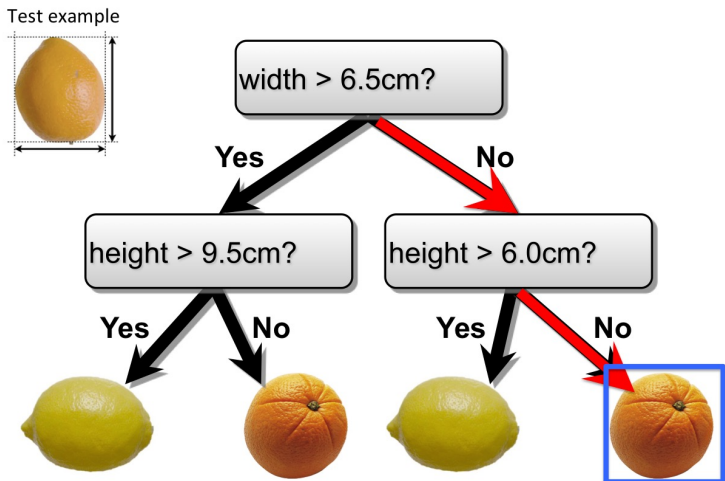 Test example
width > 6.5cm?
Yes
No
height > 9.5cm?
height > 6.0cm?
Yes
No
Yes
No